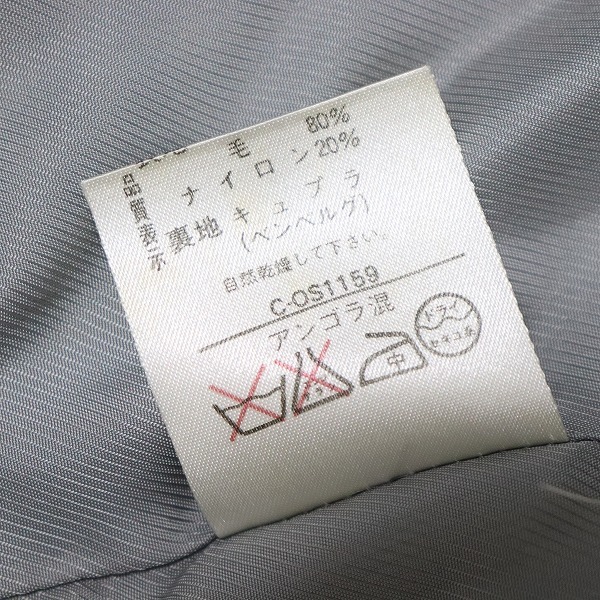 毛 80%
ナイロン20%
品質表示
裏地 キュプラ
(ベンベルグ)
自然乾燥して下さい。
C-OS1159
アンゴラ混
中
ドライ
セキユ系